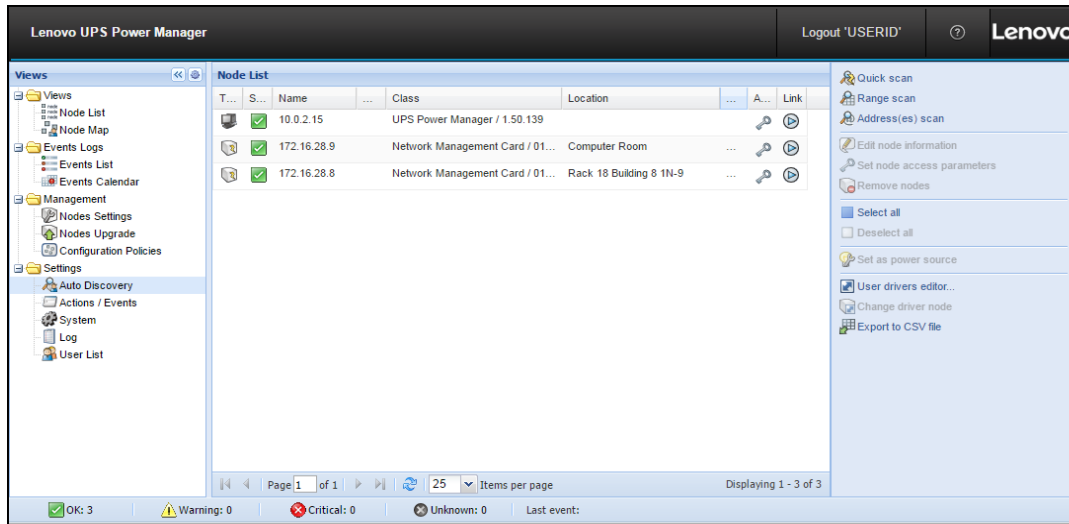 Lenovo UPS Power Manager
Logout 'USERID'
?
Lenovo
Views
Node List
Views
Node List
Node Map
Events Logs
Events List
Events Calendar
Management
Nodes Settings
Nodes Upgrade
Configuration Policies
Settings
Auto Discovery
Actions / Events
System
Log
User List
T... S... Name ... Class Location ... A... Link
10.0.2.15 UPS Power Manager / 1.50.139
172.16.28.9 Network Management Card / 01... Computer Room ...
172.16.28.8 Network Management Card / 01... Rack 18 Building 8 1N-9 ...
Page 1 of 1 25 Items per page Displaying 1 - 3 of 3
Quick scan
Range scan
Address(es) scan
Edit node information
Set node access parameters
Remove nodes
Select all
Deselect all
Set as power source
User drivers editor...
Change driver node
Export to CSV file
OK: 3 Warning: 0 Critical: 0 Unknown: 0 Last event: